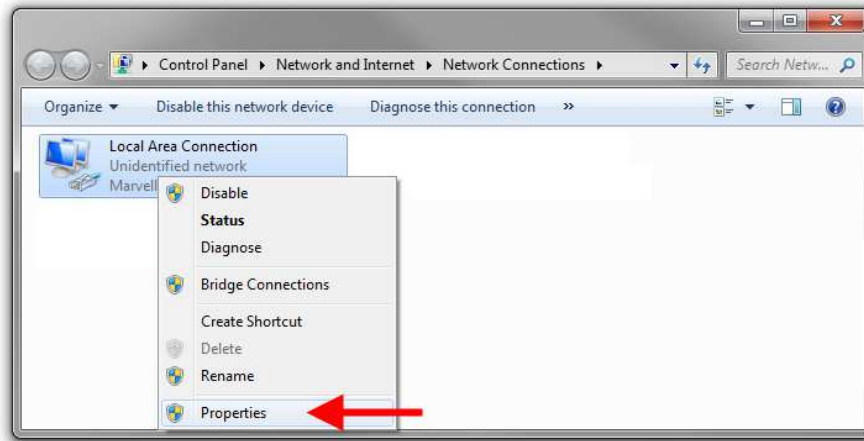 Control Panel ▸ Network and Internet ▸ Network Connections ▸ Search Netw...
Organize ▾ Disable this network device Diagnose this connection »
Local Area Connection
Unidentified network
Marvell
Disable
Status
Diagnose
Bridge Connections
Create Shortcut
Delete
Rename
Properties